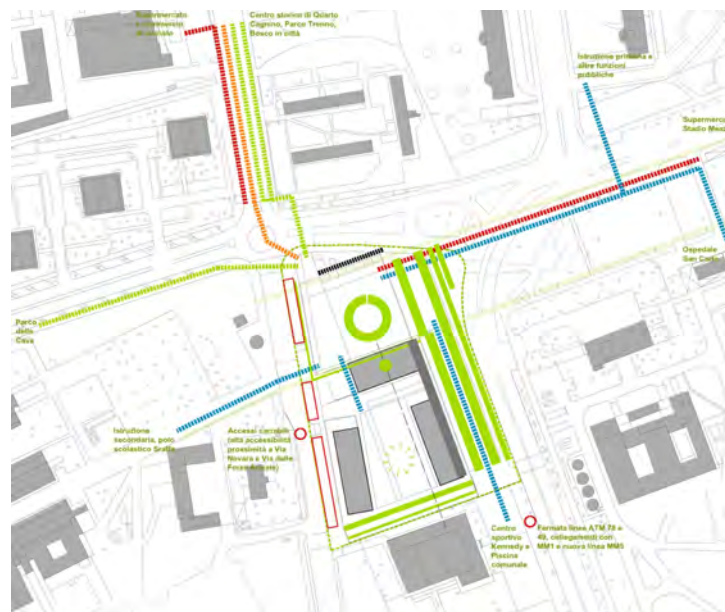 Supermercato
Centro storico di Quarto
Cagnino, Parco Trenno,
Bosco in città
Istruzione primaria e
altre funzioni
pubbliche
Supermerca
Stadio Meaz
Ospedale
San Carlo
Parco
delle
Cava
Istruzione
secondaria, polo
scolastico Sraffa
Accessi carrabili
(alta accessibilità
prossimità a Via
Novara e Via delle
Forze Armate)
Centro
sportivo
Kennedy e
Piscina
comunale
Fermata linea ATM 78 e
49, collegamenti con
MM1 e nuova linea MM5